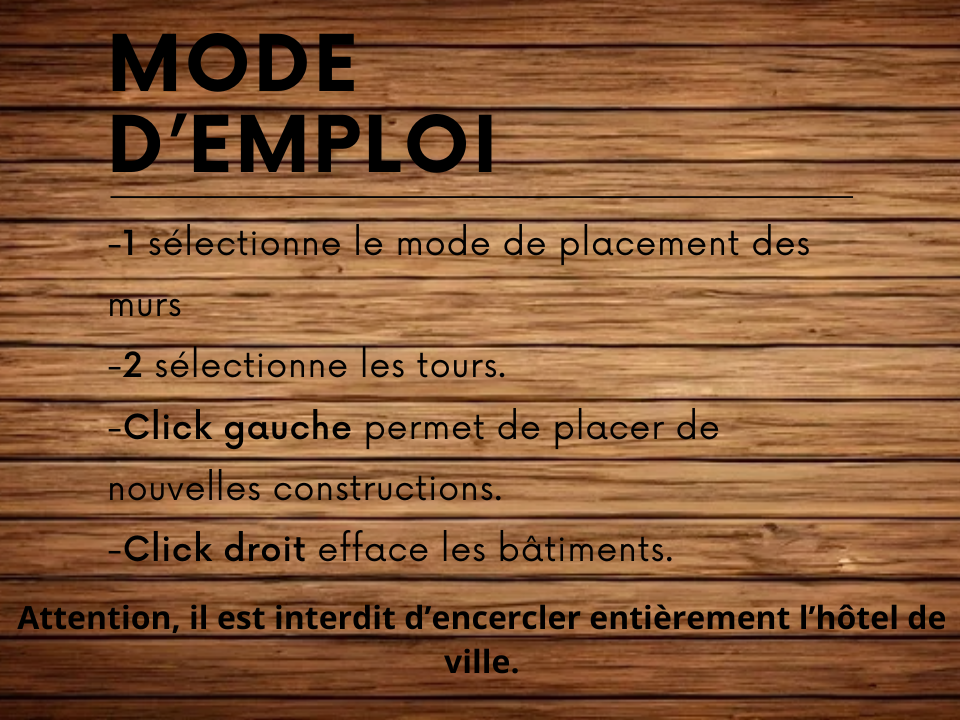 MODE
D’EMPLOI
-1 sélectionne le mode de placement des
murs
-2 sélectionne les tours.
-Click gauche permet de placer de
nouvelles constructions.
-Click droit efface les bâtiments.
Attention, il est interdit d’encercler entièrement l’hôtel de
ville.